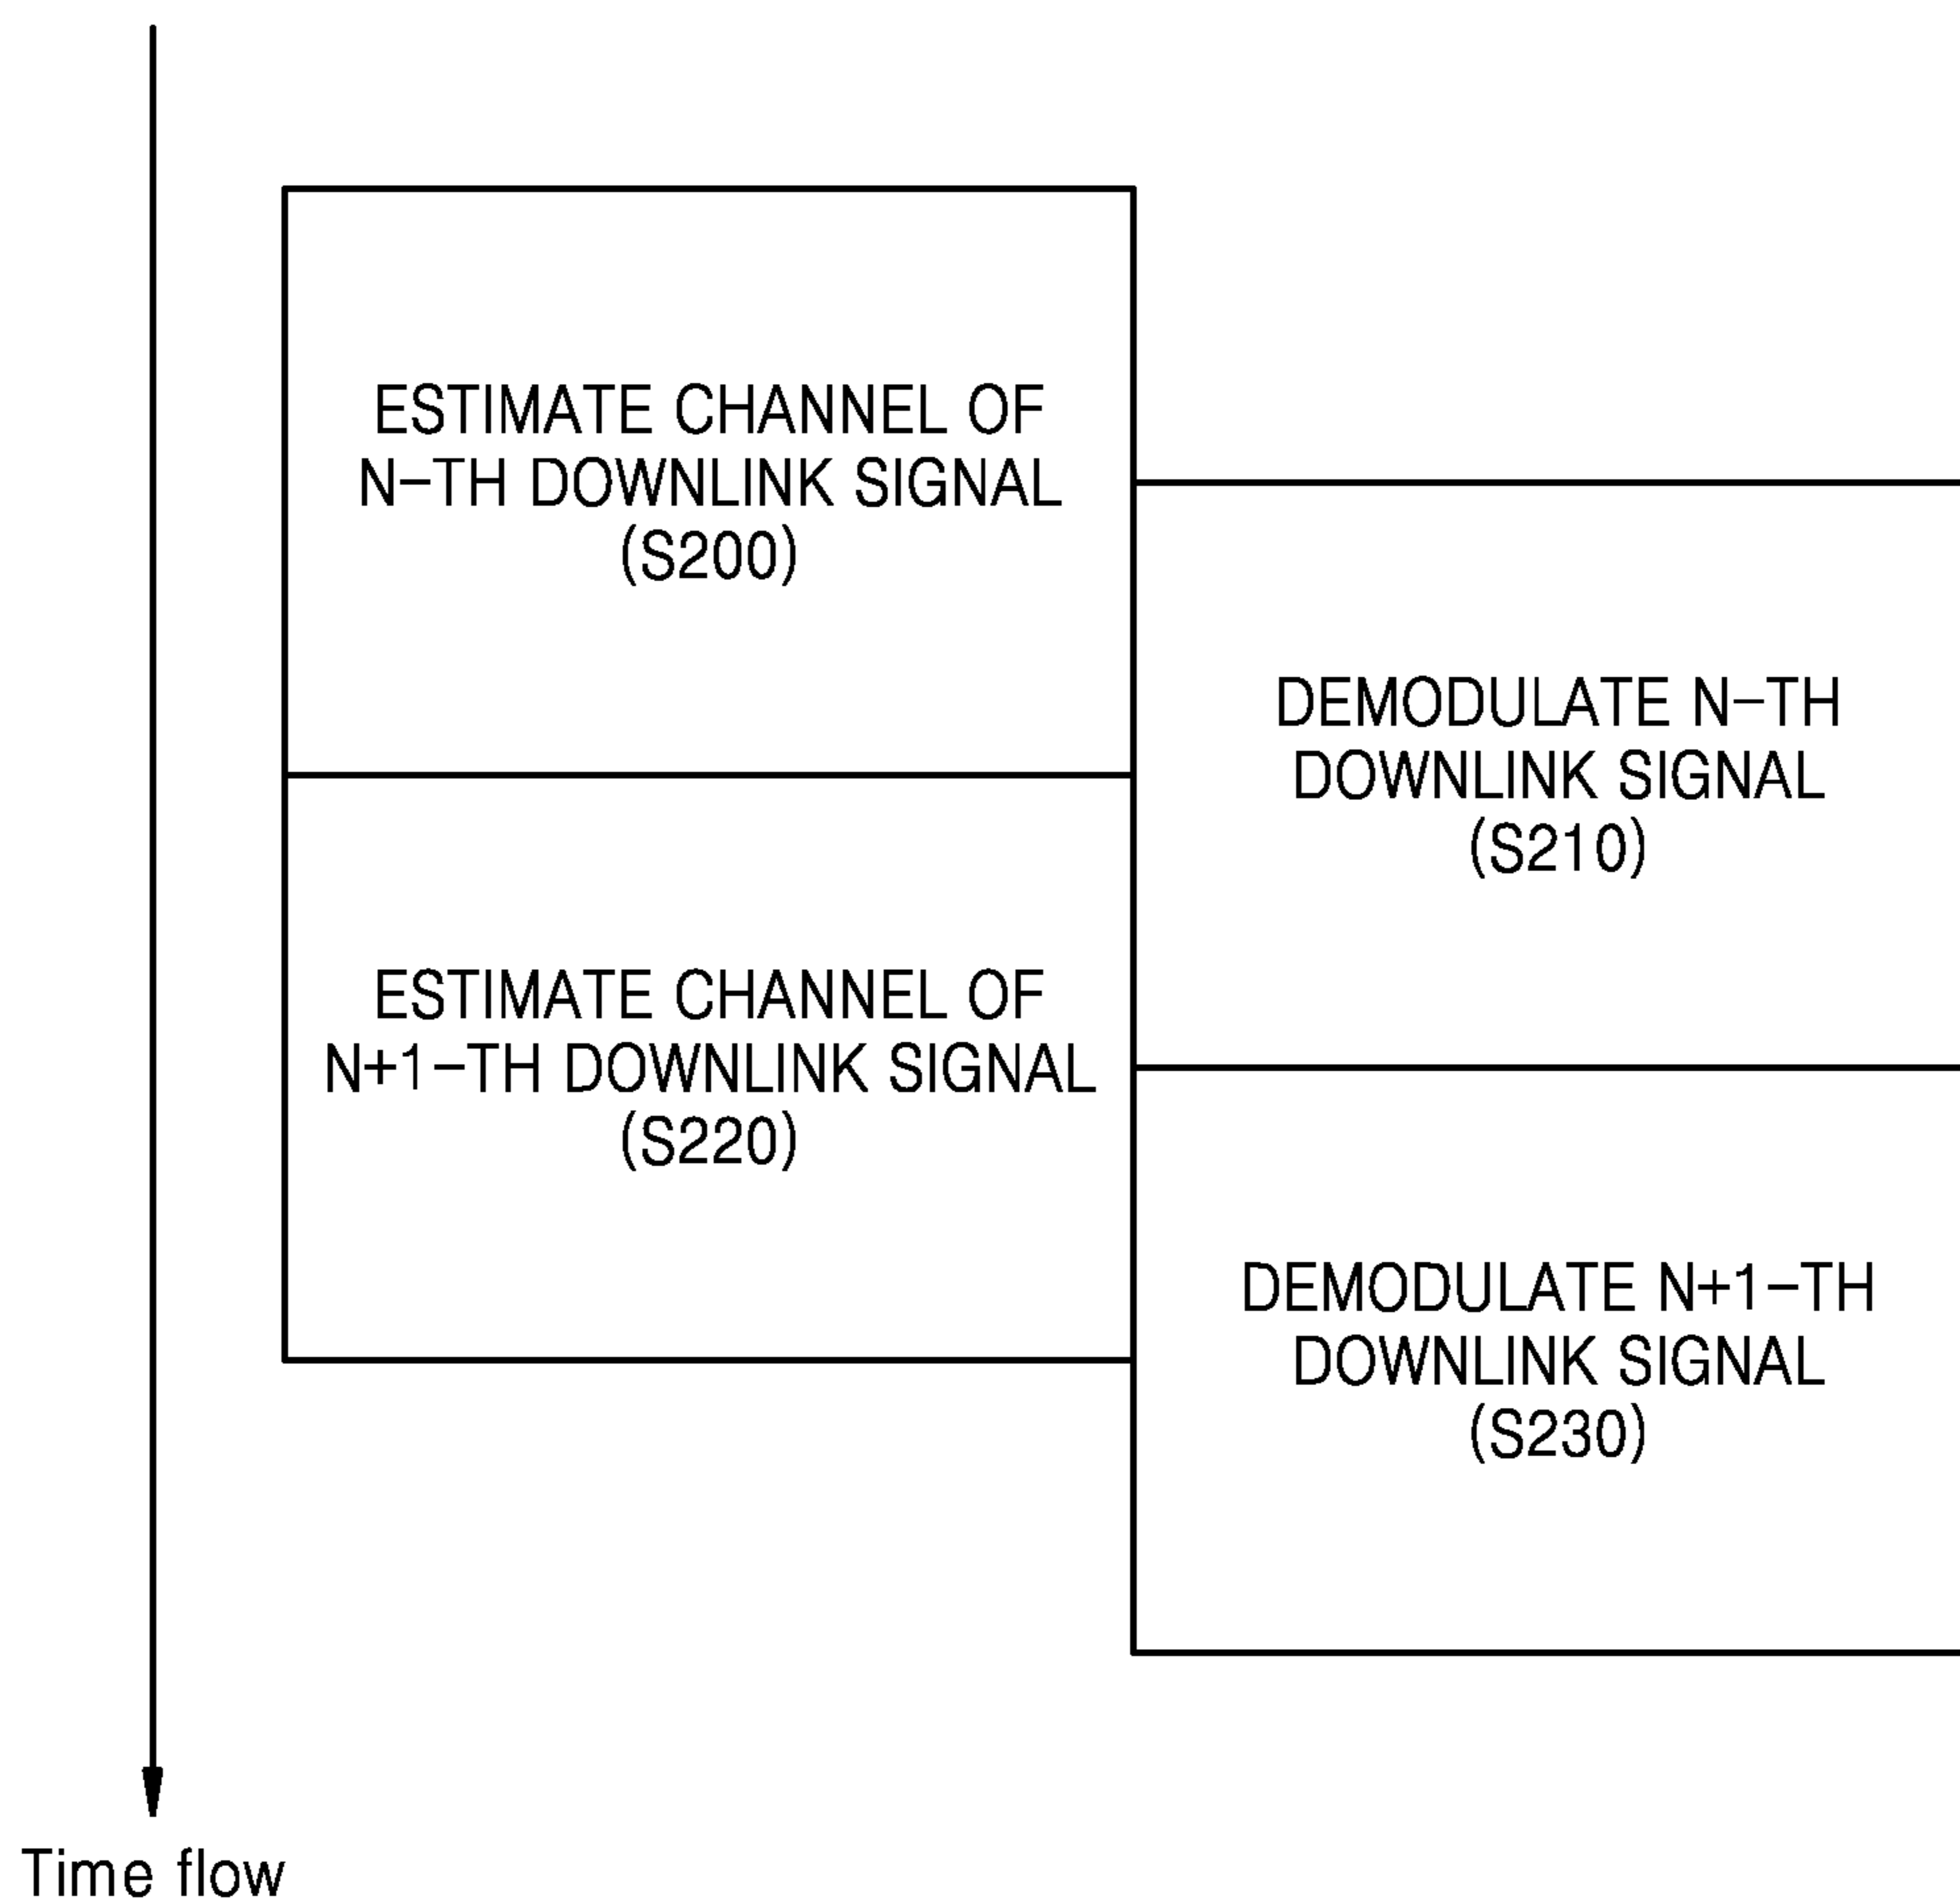 ESTIMATE CHANNEL OF
N-TH DOWNLINK SIGNAL
(S200)
DEMODULATE N-TH
DOWNLINK SIGNAL
(S210)
ESTIMATE CHANNEL OF
N+1-TH DOWNLINK SIGNAL
(S220)
DEMODULATE N+1-TH
DOWNLINK SIGNAL
(S230)
Time flow